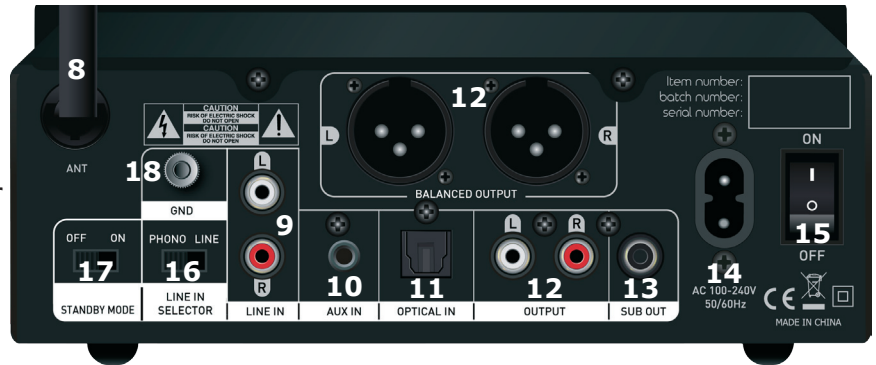 8
ANT
CAUTION
RISK OF ELECTRIC SHOCK
DO NOT OPEN
CAUTION
RISK OF ELECTRIC SHOCK
DO NOT OPEN
18
GND
OFF ON
17
STANDBY MODE
PHONO LINE
16
LINE IN
SELECTOR
L
9
R
LINE IN
10
AUX IN
11
OPTICAL IN
12
L
R
BALANCED OUTPUT
L
R
12
OUTPUT
13
SUB OUT
Item number:
batch number:
serial number:
14
AC 100-240V
50/60Hz
ON
I
O
15
OFF
CE
MADE IN CHINA